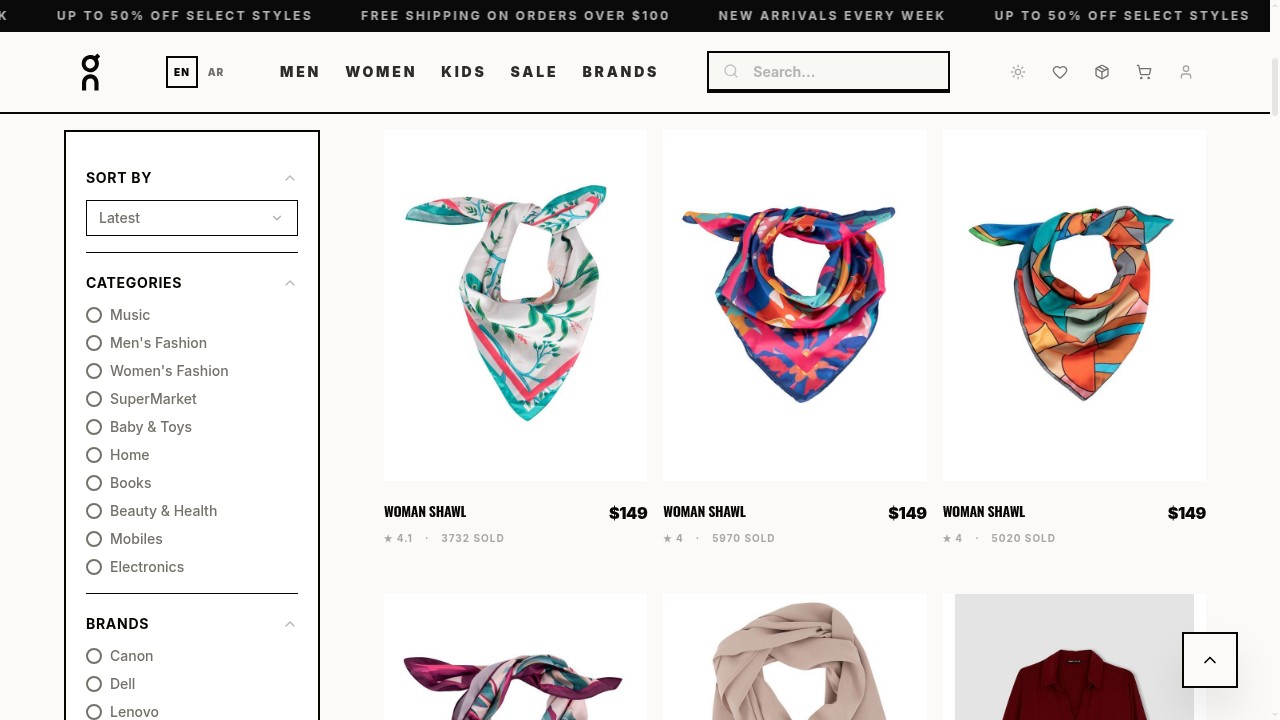 K UP TO 50% OFF SELECT STYLES FREE SHIPPING ON ORDERS OVER $100 NEW ARRIVALS EVERY WEEK UP TO 50% OFF SELECT STYLES
EN AR MEN WOMEN KIDS SALE BRANDS Search...
SORT BY
Latest
CATEGORIES
Music
Men's Fashion
Women's Fashion
SuperMarket
Baby & Toys
Home
Books
Beauty & Health
Mobiles
Electronics
BRANDS
Canon
Dell
Lenovo
WOMAN SHAWL $149
★ 4.1 · 3732 SOLD
WOMAN SHAWL $149
★ 4 · 5970 SOLD
WOMAN SHAWL $149
★ 4 · 5020 SOLD